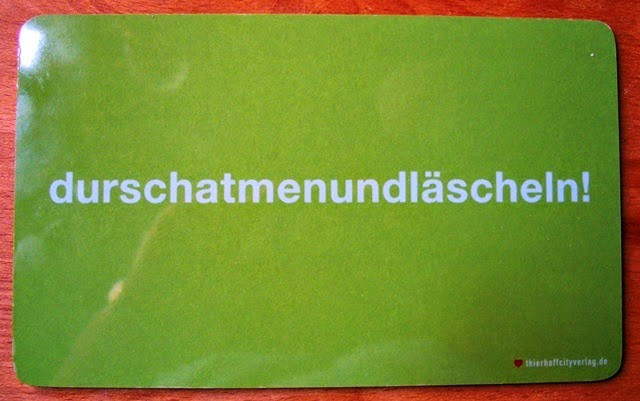 durschatmenundläscheln!
thierhoffcityverlag.de